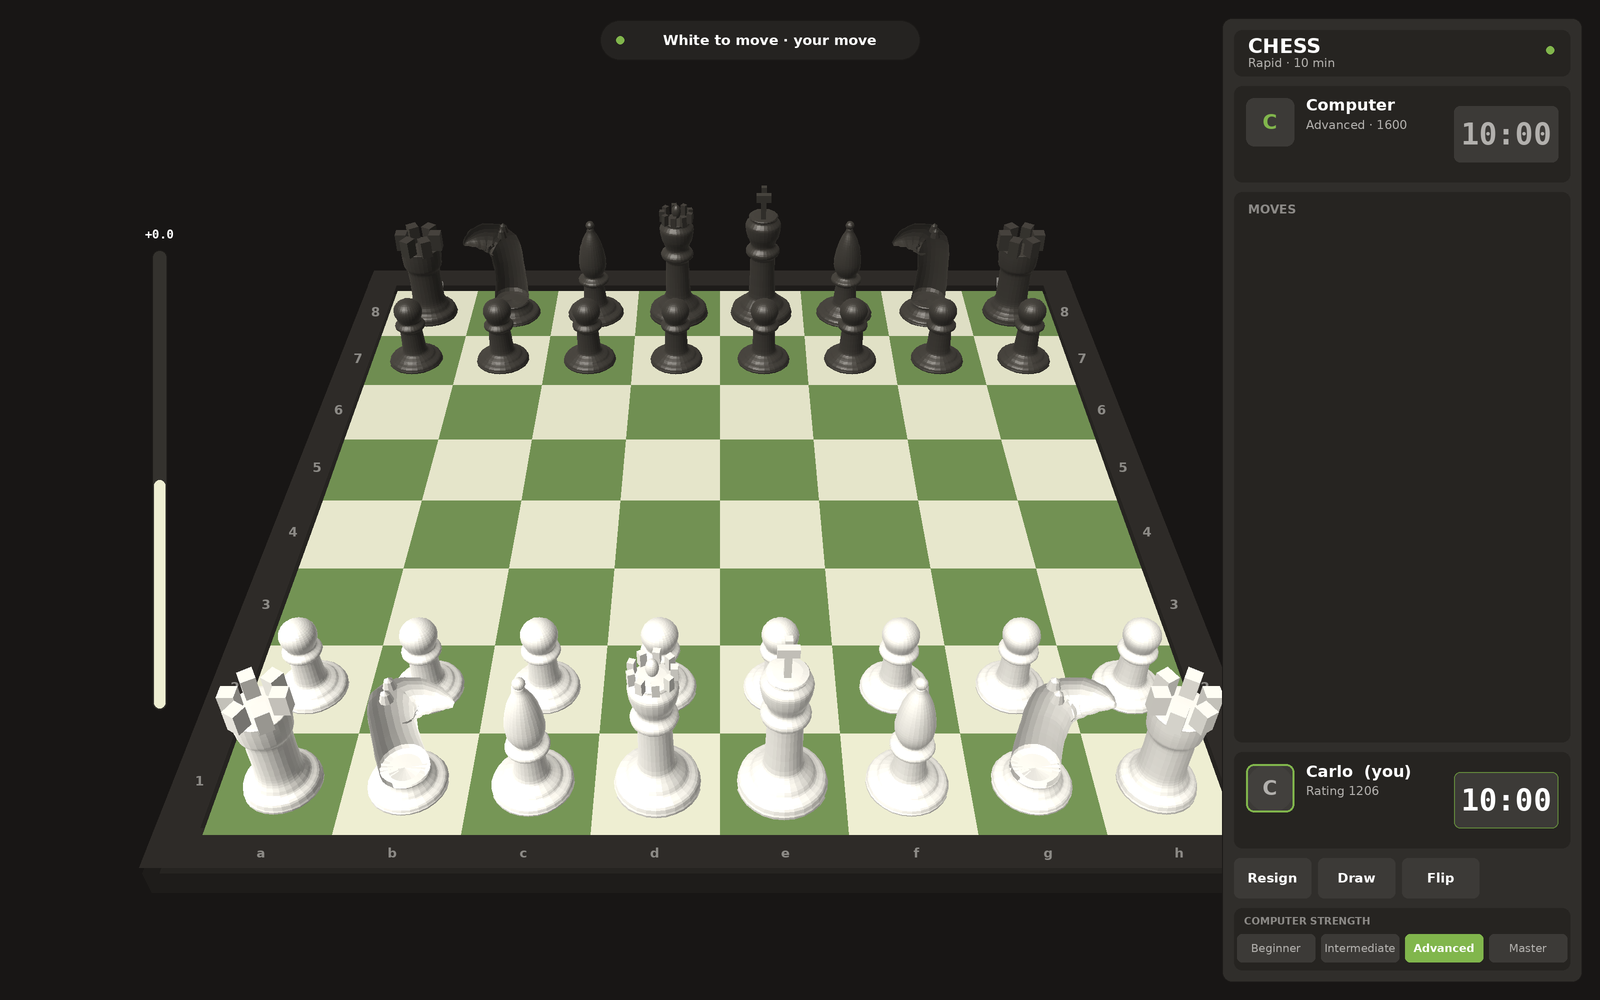 White to move · your move
CHESS
Rapid · 10 min
C
Computer
Advanced · 1600
10:00
MOVES
+0.0
8
8
7
7
6
6
5
5
4
4
3
3
2
2
1
a
b
c
d
e
f
g
h
C
Carlo (you)
Rating 1206
10:00
Resign
Draw
Flip
COMPUTER STRENGTH
Beginner
Intermediate
Advanced
Master